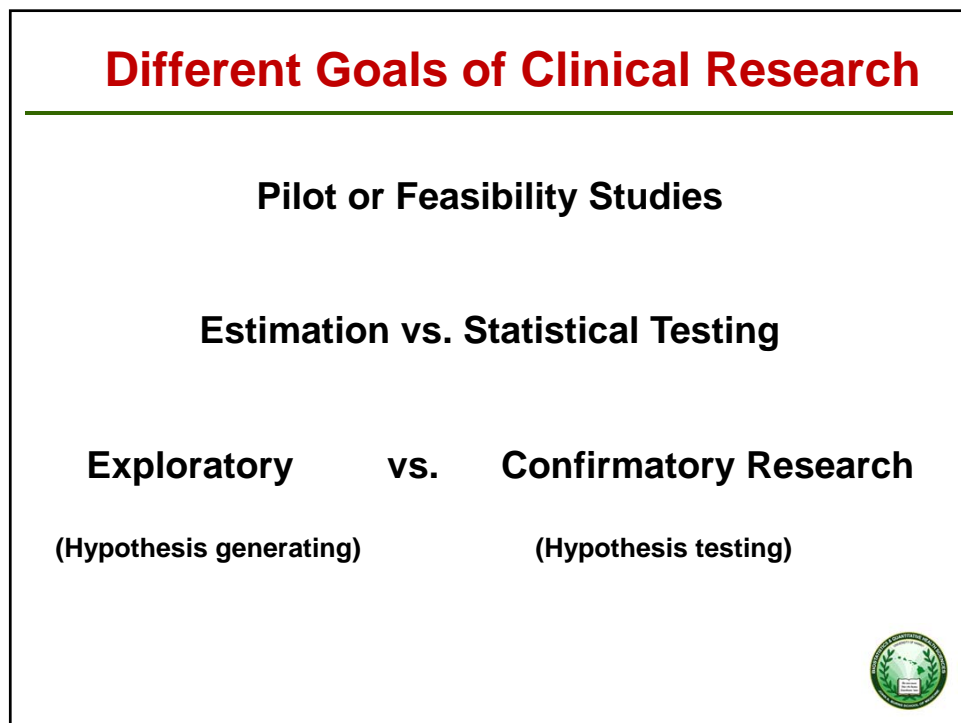 Different Goals of Clinical Research
Pilot or Feasibility Studies
Estimation vs. Statistical Testing
Exploratory vs. Confirmatory Research
(Hypothesis generating) (Hypothesis testing)